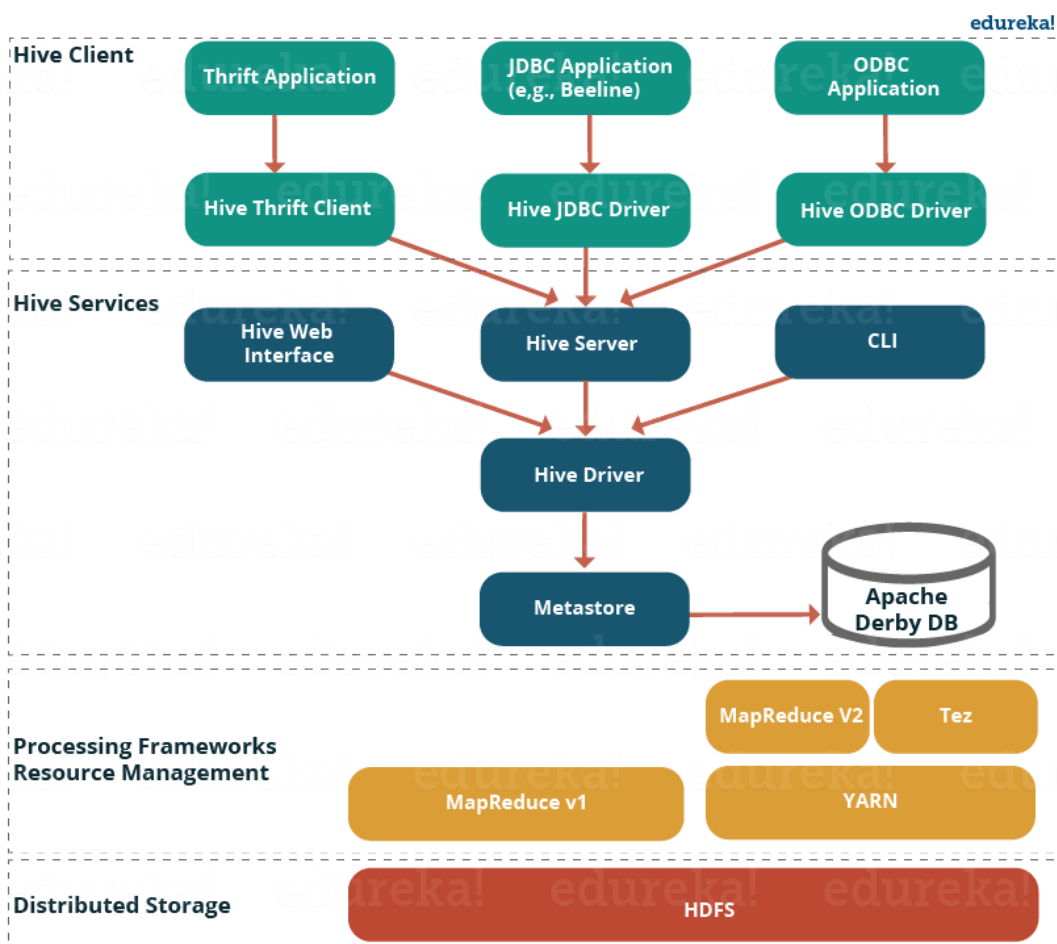 edureka!
Hive Client
Thrift Application
JDBC Application
(e,g., Beeline)
ODBC
Application
Hive Thrift Client
Hive JDBC Driver
Hive ODBC Driver
Hive Services
Hive Web
Interface
Hive Server
CLI
Hive Driver
Metastore
Apache
Derby DB
Processing Frameworks
Resource Management
MapReduce V2
Tez
MapReduce v1
YARN
Distributed Storage
HDFS